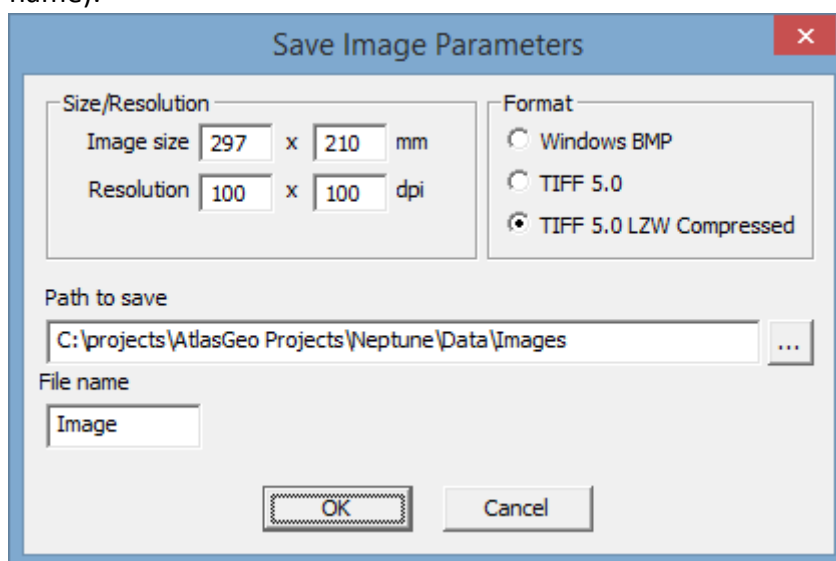 name).
Save Image Parameters
Size/Resolution
Image size 297 x 210 mm
Resolution 100 x 100 dpi
Format
Windows BMP
TIFF 5.0
TIFF 5.0 LZW Compressed
Path to save
C:\projects\AtlasGeo Projects\Neptune\Data\Images
...
File name
Image
OK Cancel